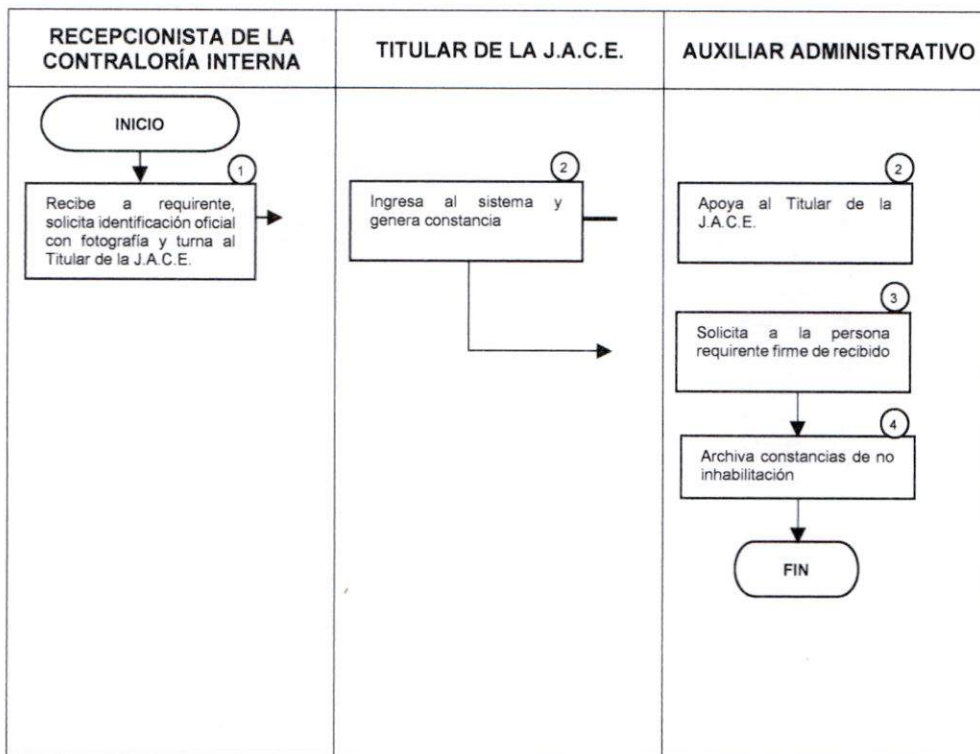 RECEPCIONISTA DE LA
CONTRALORÍA INTERNA
TITULAR DE LA J.A.C.E.
AUXILIAR ADMINISTRATIVO
INICIO
1
Recibe a requirente,
solicita identificación oficial
con fotografía y turna al
Titular de la J.A.C.E.
2
Ingresa al sistema y
genera constancia
2
Apoya al Titular de la
J.A.C.E.
3
Solicita a la persona
requirente firme de recibido
4
Archiva constancias de no
inhabilitación
FIN